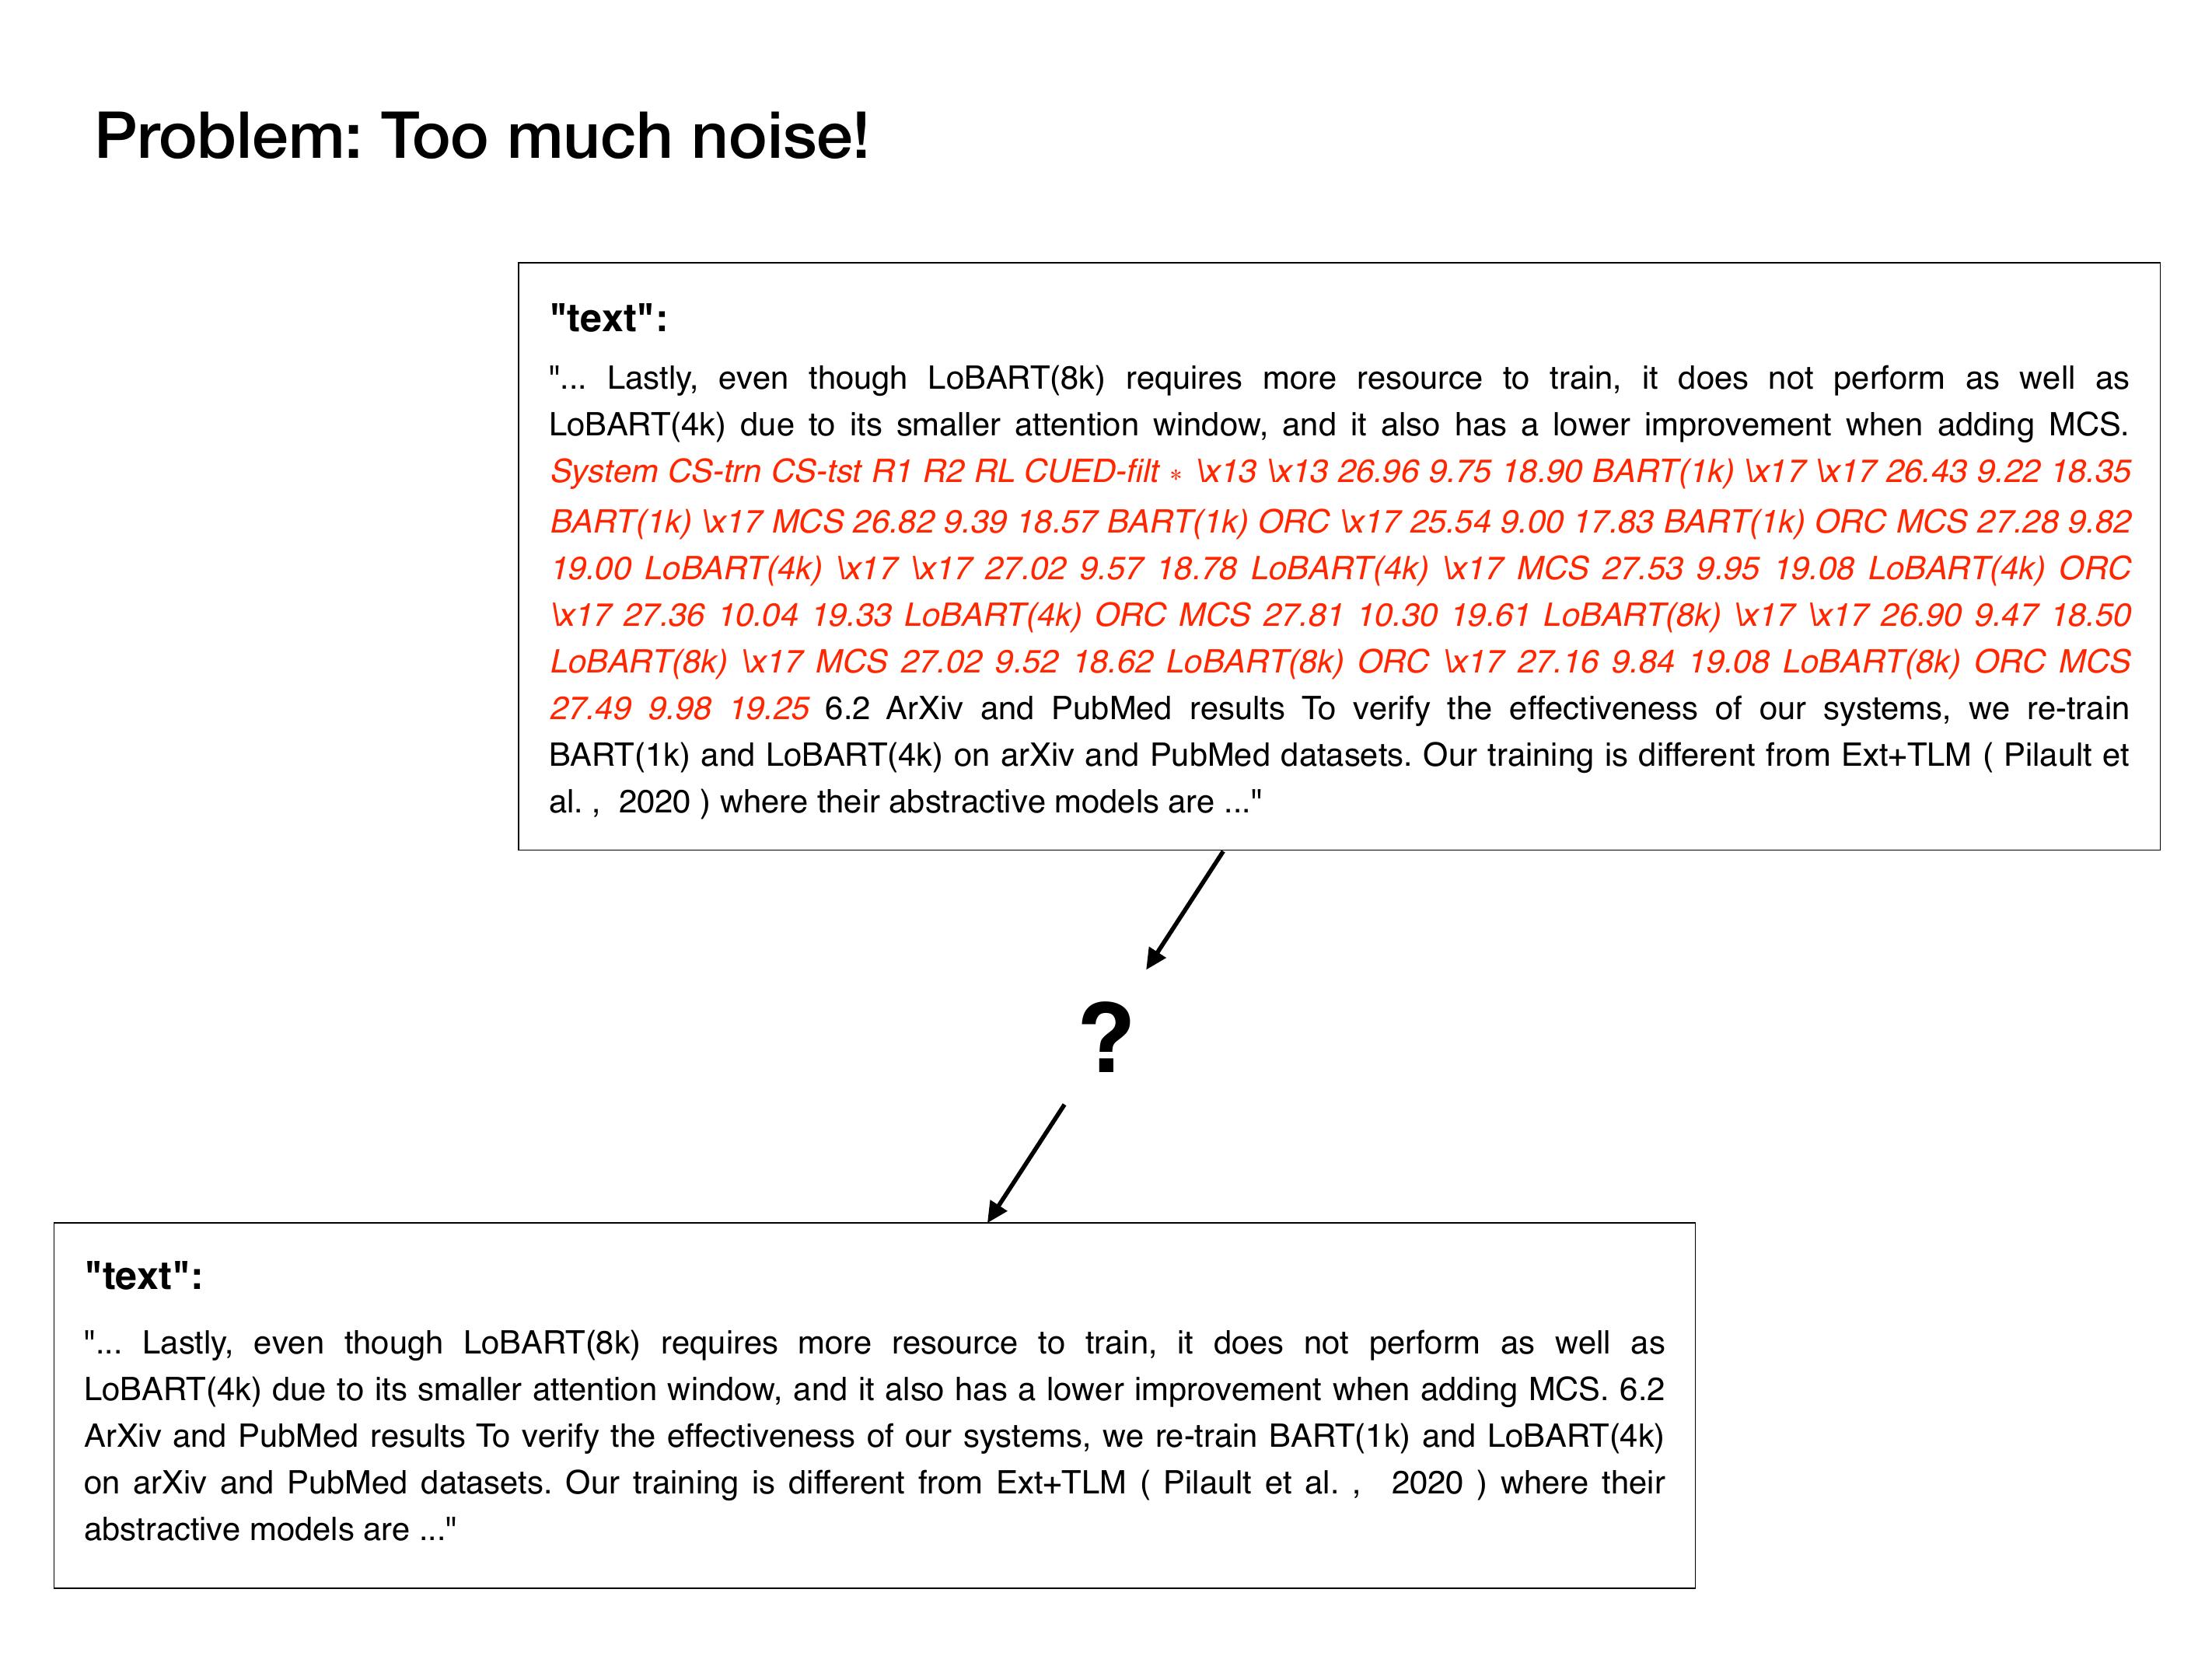 Problem: Too much noise!
"text":
"... Lastly, even though LoBART(8k) requires more resource to train, it does not perform as well as
LoBART(4k) due to its smaller attention window, and it also has a lower improvement when adding MCS.
System CS-trn CS-tst R1 R2 RL CUED-filt * \x13 \x13 26.96 9.75 18.90 BART(1k) \x17 \x17 26.43 9.22 18.35
BART(1k) \x17 MCS 26.82 9.39 18.57 BART(1k) ORC \x17 25.54 9.00 17.83 BART(1k) ORC MCS 27.28 9.82
19.00 LoBART(4k) \x17 \x17 27.02 9.57 18.78 LoBART(4k) \x17 MCS 27.53 9.95 19.08 LoBART(4k) ORC
\x17 27.36 10.04 19.33 LoBART(4k) ORC MCS 27.81 10.30 19.61 LoBART(8k) \x17 \x17 26.90 9.47 18.50
LoBART(8k) \x17 MCS 27.02 9.52 18.62 LoBART(8k) ORC \x17 27.16 9.84 19.08 LoBART(8k) ORC MCS
27.49 9.98 19.25 6.2 ArXiv and PubMed results To verify the effectiveness of our systems, we re-train
BART(1k) and LoBART(4k) on arXiv and PubMed datasets. Our training is different from Ext+TLM ( Pilault et
al. , 2020 ) where their abstractive models are ..."
?
"text":
"... Lastly, even though LoBART(8k) requires more resource to train, it does not perform as well as
LoBART(4k) due to its smaller attention window, and it also has a lower improvement when adding MCS. 6.2
ArXiv and PubMed results To verify the effectiveness of our systems, we re-train BART(1k) and LoBART(4k)
on arXiv and PubMed datasets. Our training is different from Ext+TLM ( Pilault et al. , 2020 ) where their
abstractive models are ..."